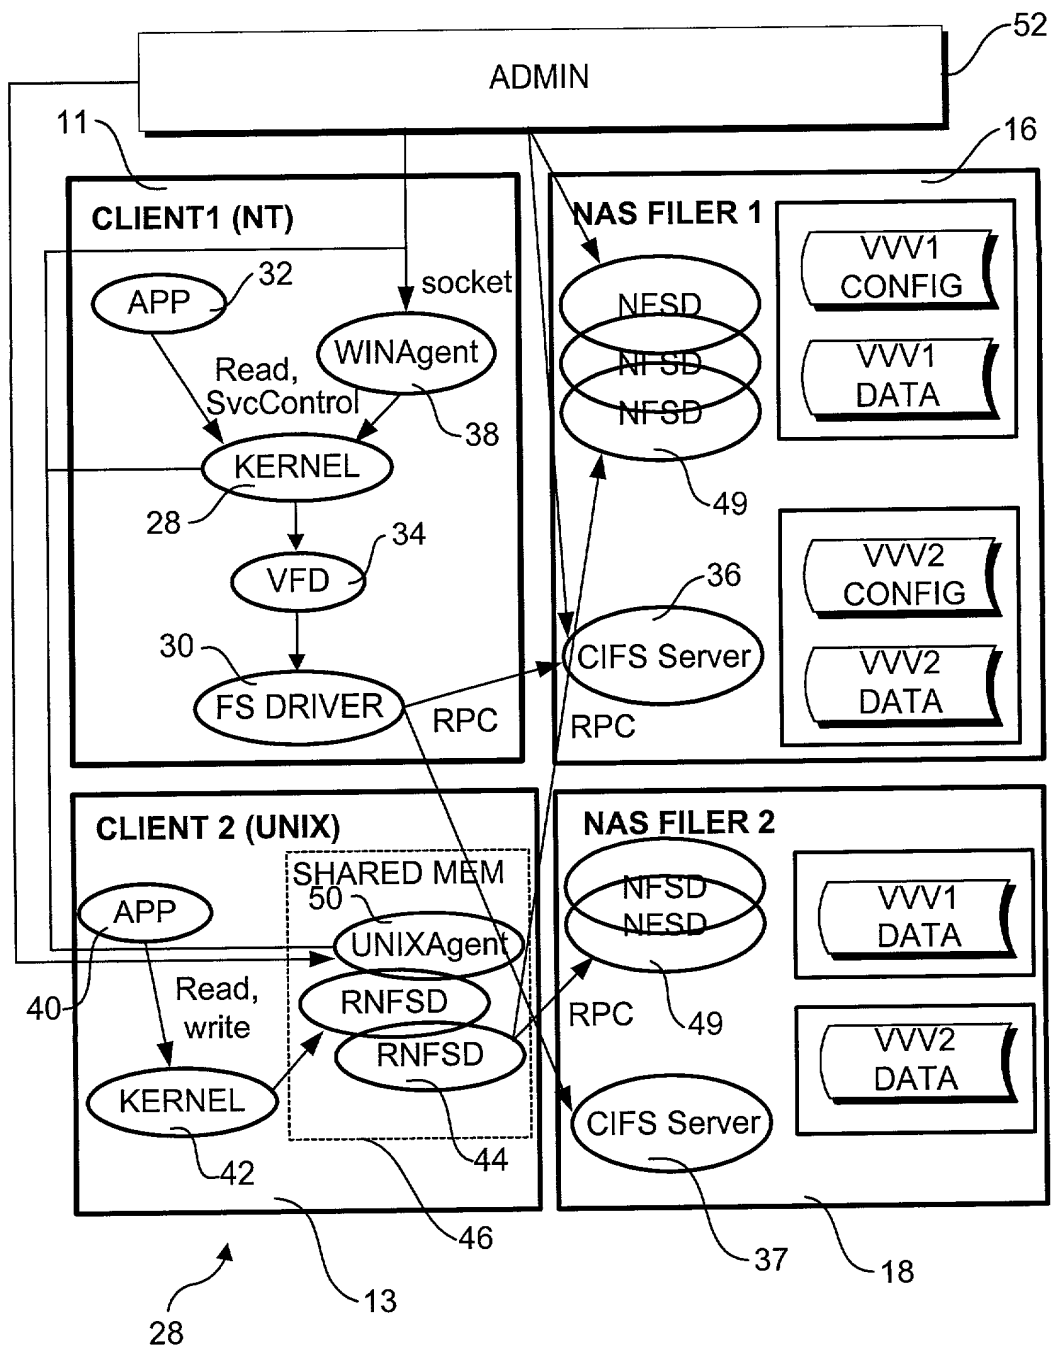 52
ADMIN
11
16
CLIENT1 (NT)
32
APP
socket
WINAgent
Read,
SvcControl
38
KERNEL
28
34
VFD
30
FS DRIVER
RPC
NAS FILER 1
NFSD
NFSD
NFSD
49
36
CIFS Server
RPC
VVV1
CONFIG
VVV1
DATA
VVV2
CONFIG
VVV2
DATA
CLIENT 2 (UNIX)
SHARED MEM
50
APP
UNIXAgent
40
Read,
write
RNFSD
RNFSD
KERNEL
42
44
46
13
28
NAS FILER 2
NFSD
NFSD
49
RPC
CIFS Server
37
18
VVV1
DATA
VVV2
DATA